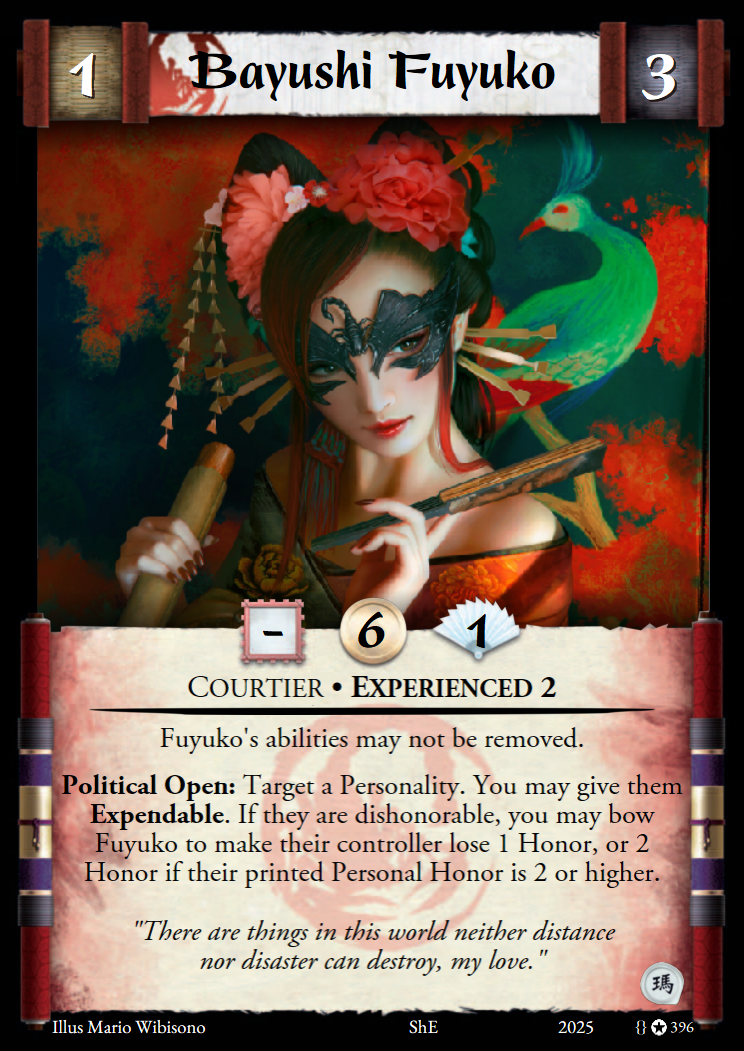 1
Bayushi Fuyuko
3
-
6
1
Courtier • Experienced 2
Fuyuko's abilities may not be removed.
Political Open: Target a Personality. You may give them
Expendable. If they are dishonorable, you may bow
Fuyuko to make their controller lose 1 Honor, or 2
Honor if their printed Personal Honor is 2 or higher.
"There are things in this world neither distance
nor disaster can destroy, my love."
瑪
Illus Mario Wibisono ShE 2025 {} ✪ 396